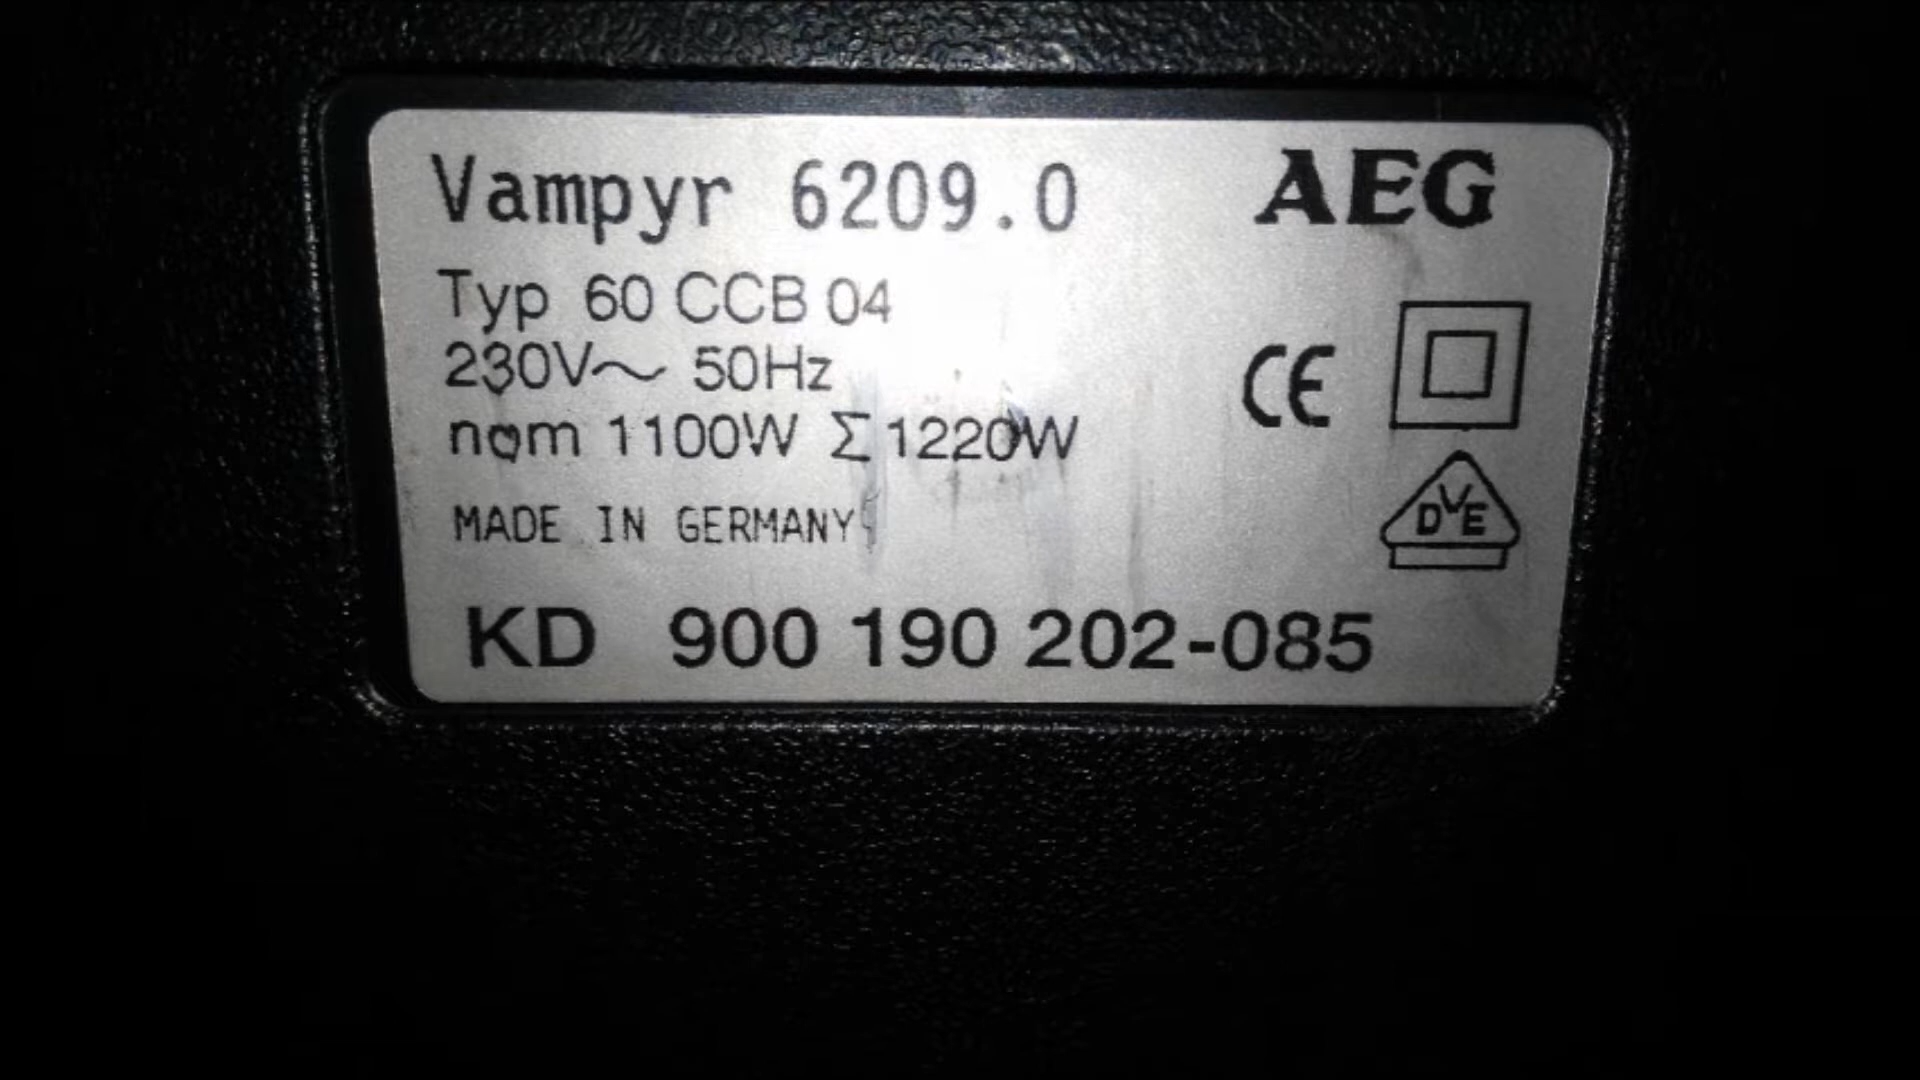 Vampyr 6209.0 AEG
Typ 60 CCB 04
230V~ 50Hz
CE
nom 1100W Σ 1220W
MADE IN GERMANY
DVE
KD 900 190 202-085